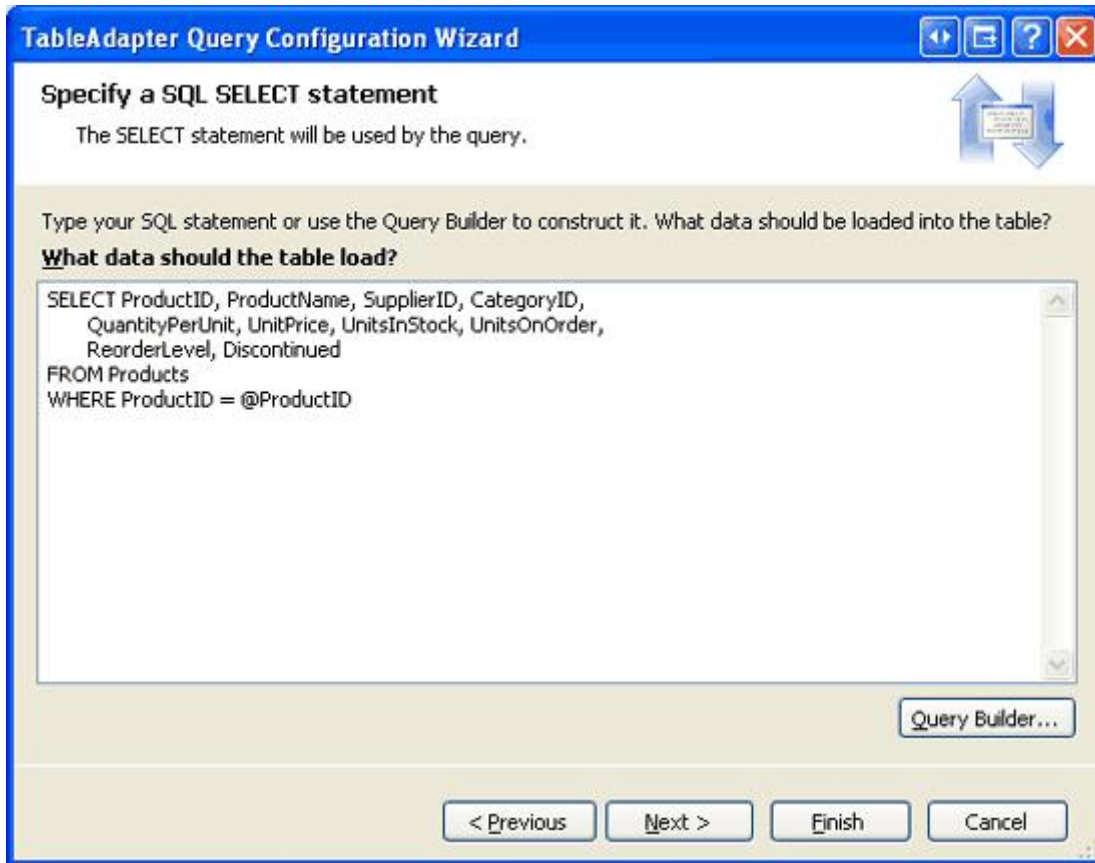 TableAdapter Query Configuration Wizard
Specify a SQL SELECT statement
The SELECT statement will be used by the query.
Type your SQL statement or use the Query Builder to construct it. What data should be loaded into the table?
What data should the table load?
SELECT ProductID, ProductName, SupplierID, CategoryID,
QuantityPerUnit, UnitPrice, UnitsInStock, UnitsOnOrder,
ReorderLevel, Discontinued
FROM Products
WHERE ProductID = @ProductID
Query Builder...
< Previous Next > Finish Cancel